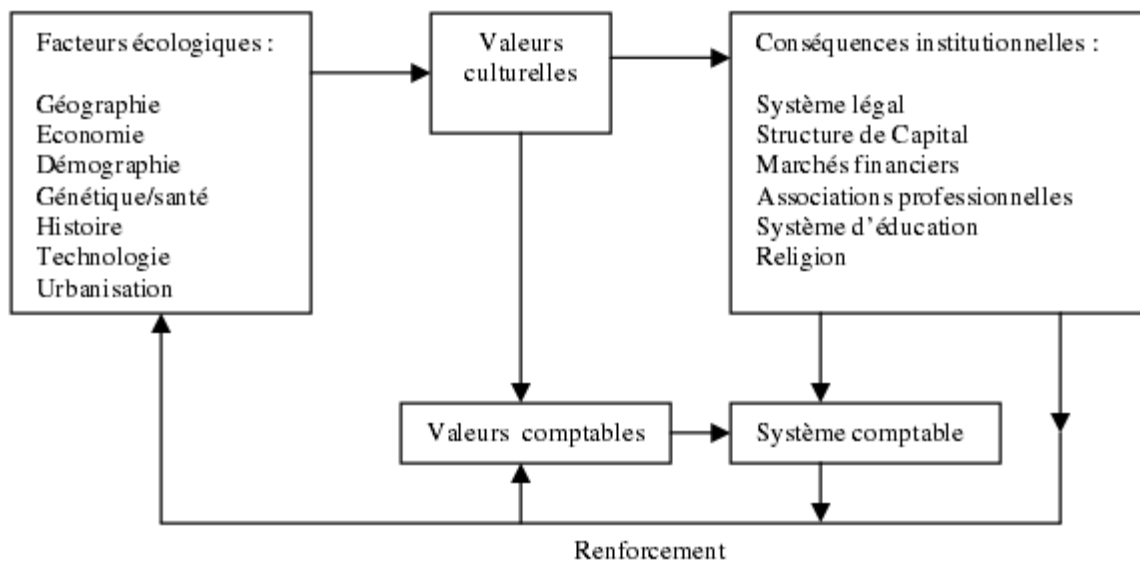 Facteurs écologiques :
Géographie
Economie
Démographie
Génétique/santé
Histoire
Technologie
Urbanisation
Valeurs
culturelles
Conséquences institutionnelles :
Système légal
Structure de Capital
Marchés financiers
Associations professionnelles
Système d'éducation
Religion
Valeurs comptables
Système comptable
Renforcement